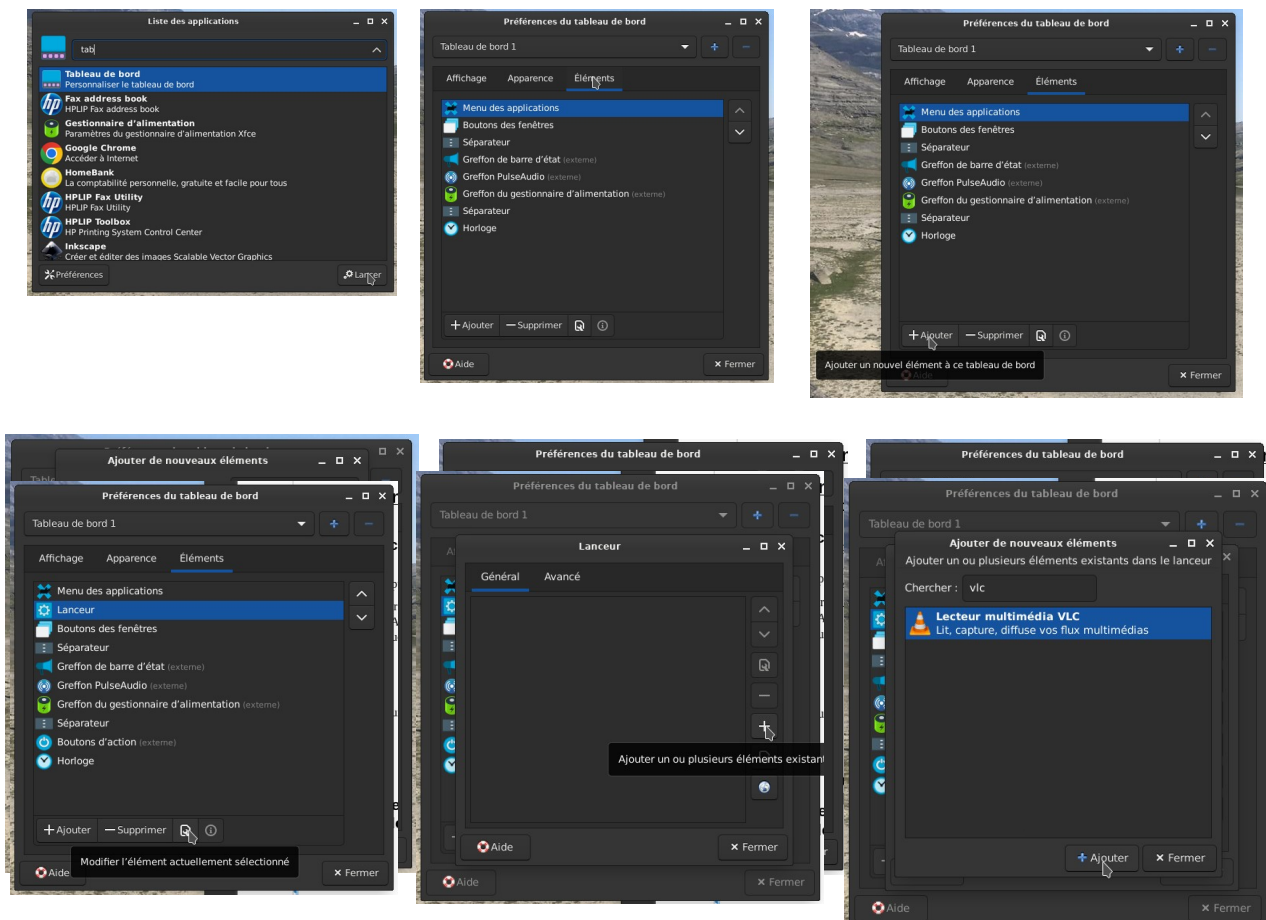 Liste des applications
tab
Tableau de bord
Personnaliser le tableau de bord
Fax address book
HPLIP Fax address book
Gestionnaire d'alimentation
Paramètres du gestionnaire d'alimentation Xfce
Google Chrome
Accéder à Internet
HomeBank
La comptabilité personnelle, gratuite et facile pour tous
HPLIP Fax Utility
HPLIP Fax Utility
HPLIP Toolbox
HP Printing System Control Center
Inkscape
Créer et éditer des images Scalable Vector Graphics
Préférences
Lancer
Préférences du tableau de bord
Tableau de bord 1
Affichage Apparence Éléments
Menu des applications
Boutons des fenêtres
Séparateur
Greffon de barre d'état (externe)
Greffon PulseAudio (externe)
Greffon du gestionnaire d'alimentation (externe)
Séparateur
Horloge
Ajouter Supprimer
Aide
Fermer
Préférences du tableau de bord
Tableau de bord 1
Affichage Apparence Éléments
Menu des applications
Boutons des fenêtres
Séparateur
Greffon de barre d'état (externe)
Greffon PulseAudio (externe)
Greffon du gestionnaire d'alimentation (externe)
Séparateur
Horloge
Ajouter Supprimer
Ajouter un nouvel élément à ce tableau de bord
Aide
Fermer
Ajouter de nouveaux éléments
Préférences du tableau de bord
Tableau de bord 1
Affichage Apparence Éléments
Menu des applications
Lanceur
Boutons des fenêtres
Séparateur
Greffon de barre d'état (externe)
Greffon PulseAudio (externe)
Greffon du gestionnaire d'alimentation (externe)
Séparateur
Boutons d'action (externe)
Horloge
Ajouter Supprimer
Modifier l'élément actuellement sélectionné
Aide
Fermer
Préférences du tableau de bord
Préférences du tableau de bord
Tableau de bord 1
Lanceur
Général Avancé
Ajouter un ou plusieurs éléments existan
Aide
Fermer
Aide
Fermer
Préférences du tableau de bord
Préférences du tableau de bord
Tableau de bord 1
Ajouter de nouveaux éléments
Ajouter un ou plusieurs éléments existants dans le lanceur
Chercher : vlc
Lecteur multimédia VLC
Lit, capture, diffuse vos flux multimédias
Ajouter
Fermer
Aide
Fermer